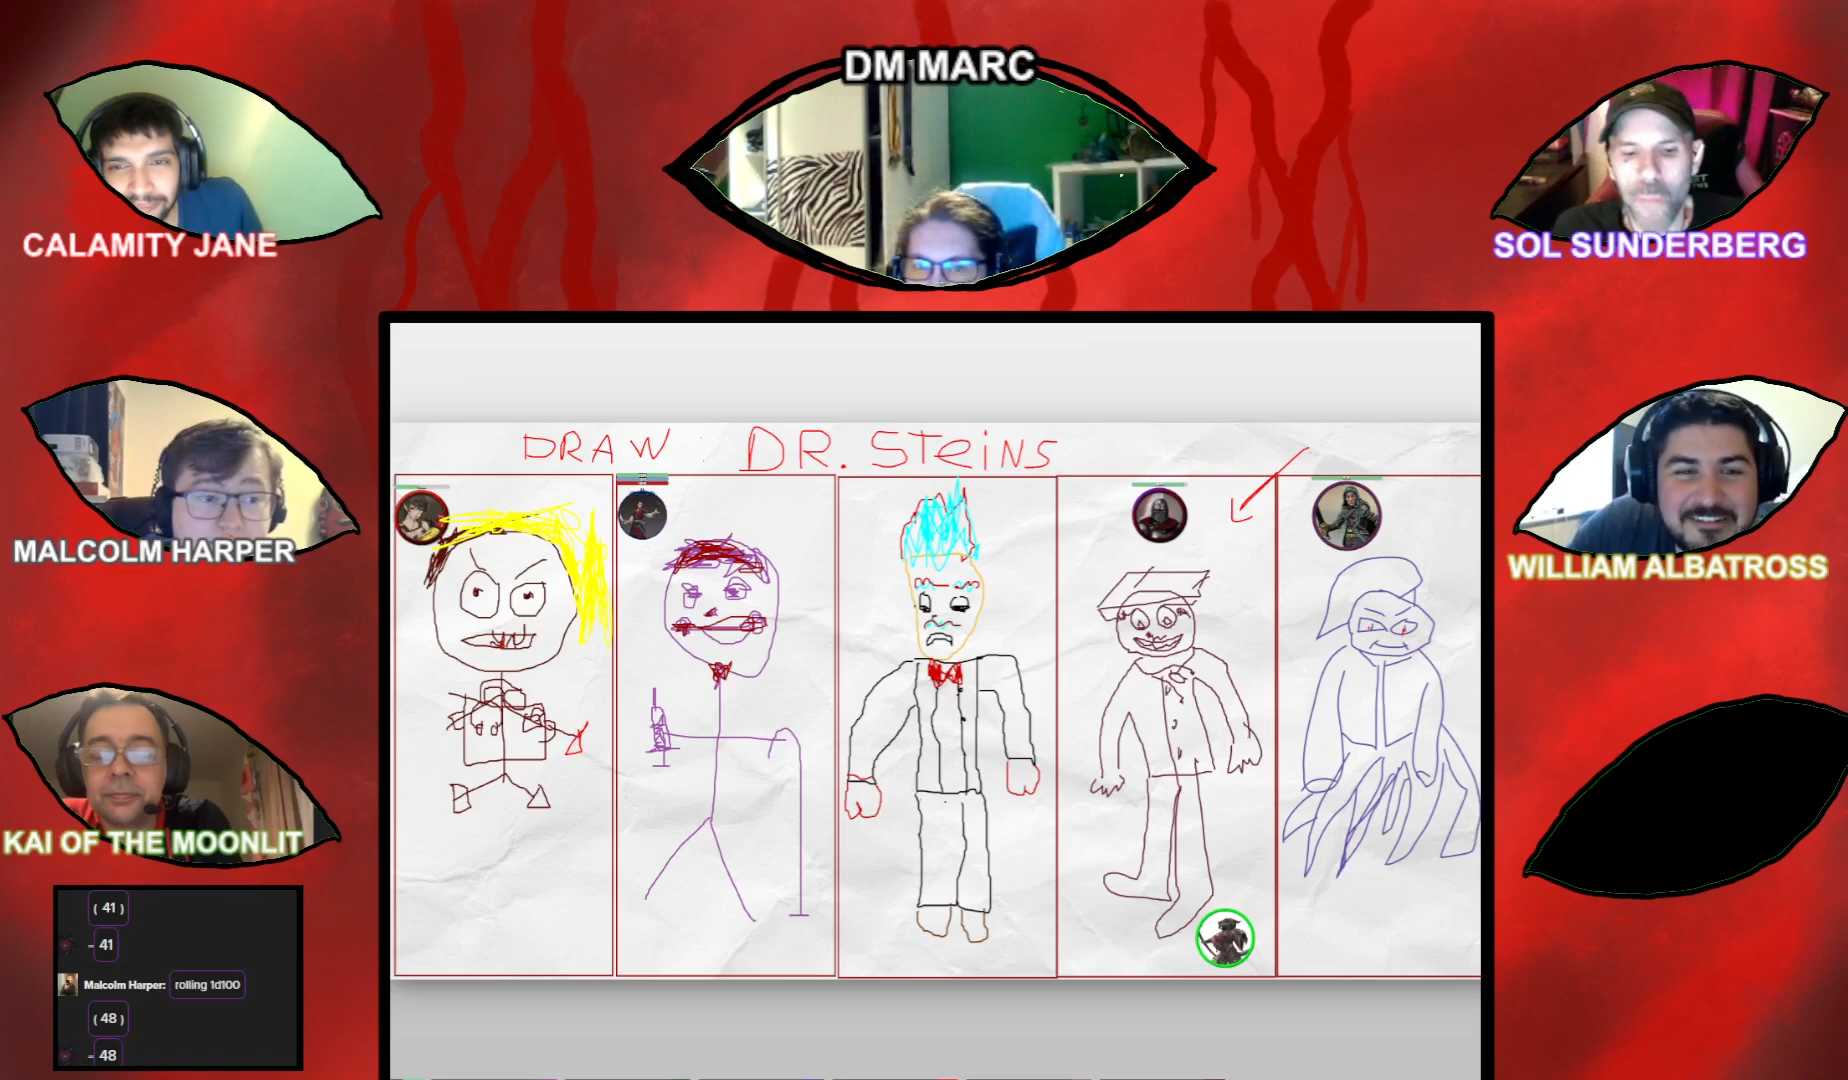 DM MARC
CALAMITY JANE
SOL SUNDERBERG
DRAW DR. STEINS
MALCOLM HARPER
WILLIAM ALBATROSS
KAI OF THE MOONLIT
( 41 )
= 41
Malcolm Harper: rolling 1d100
( 48 )
= 48